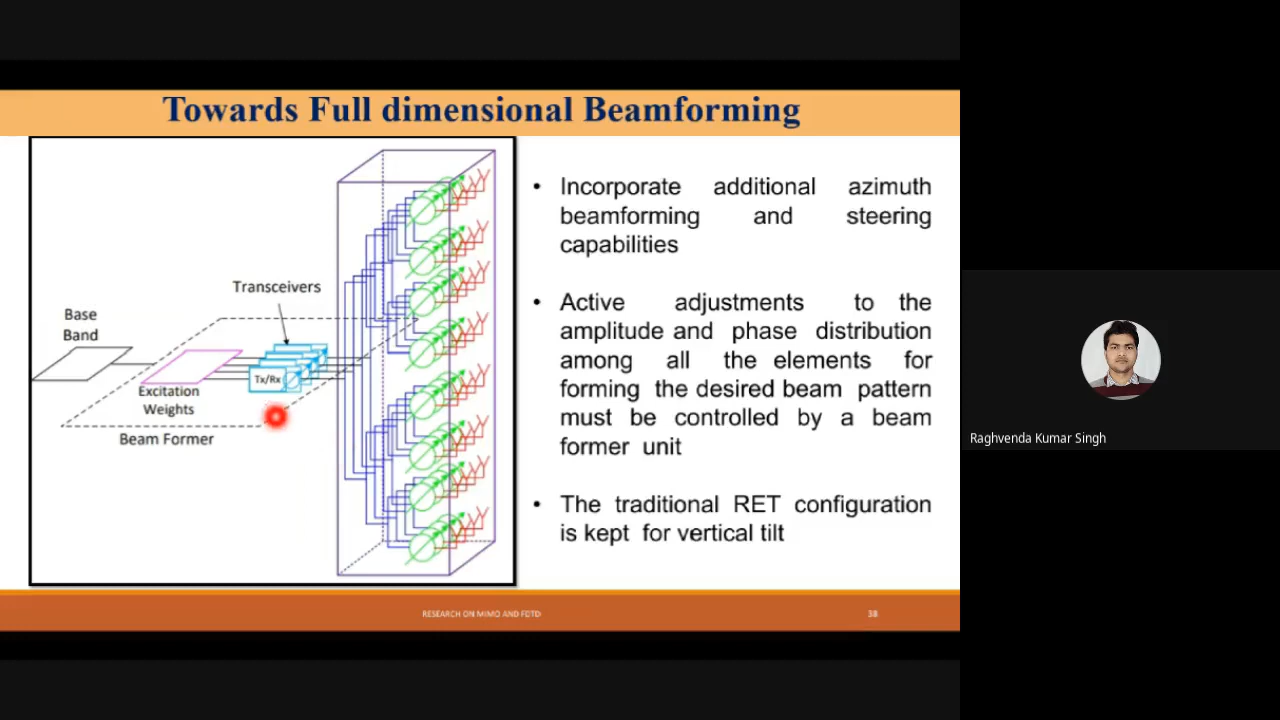 Towards Full dimensional Beamforming
Transceivers
Base
Band
Tx/Rx
Excitation
Weights
Beam Former
• Incorporate additional azimuth
beamforming and steering
capabilities
• Active adjustments to the
amplitude and phase distribution
among all the elements for
forming the desired beam pattern
must be controlled by a beam
former unit
• The traditional RET configuration
is kept for vertical tilt
RESEARCH ON MIMO AND FDTD
38
Raghvenda Kumar Singh